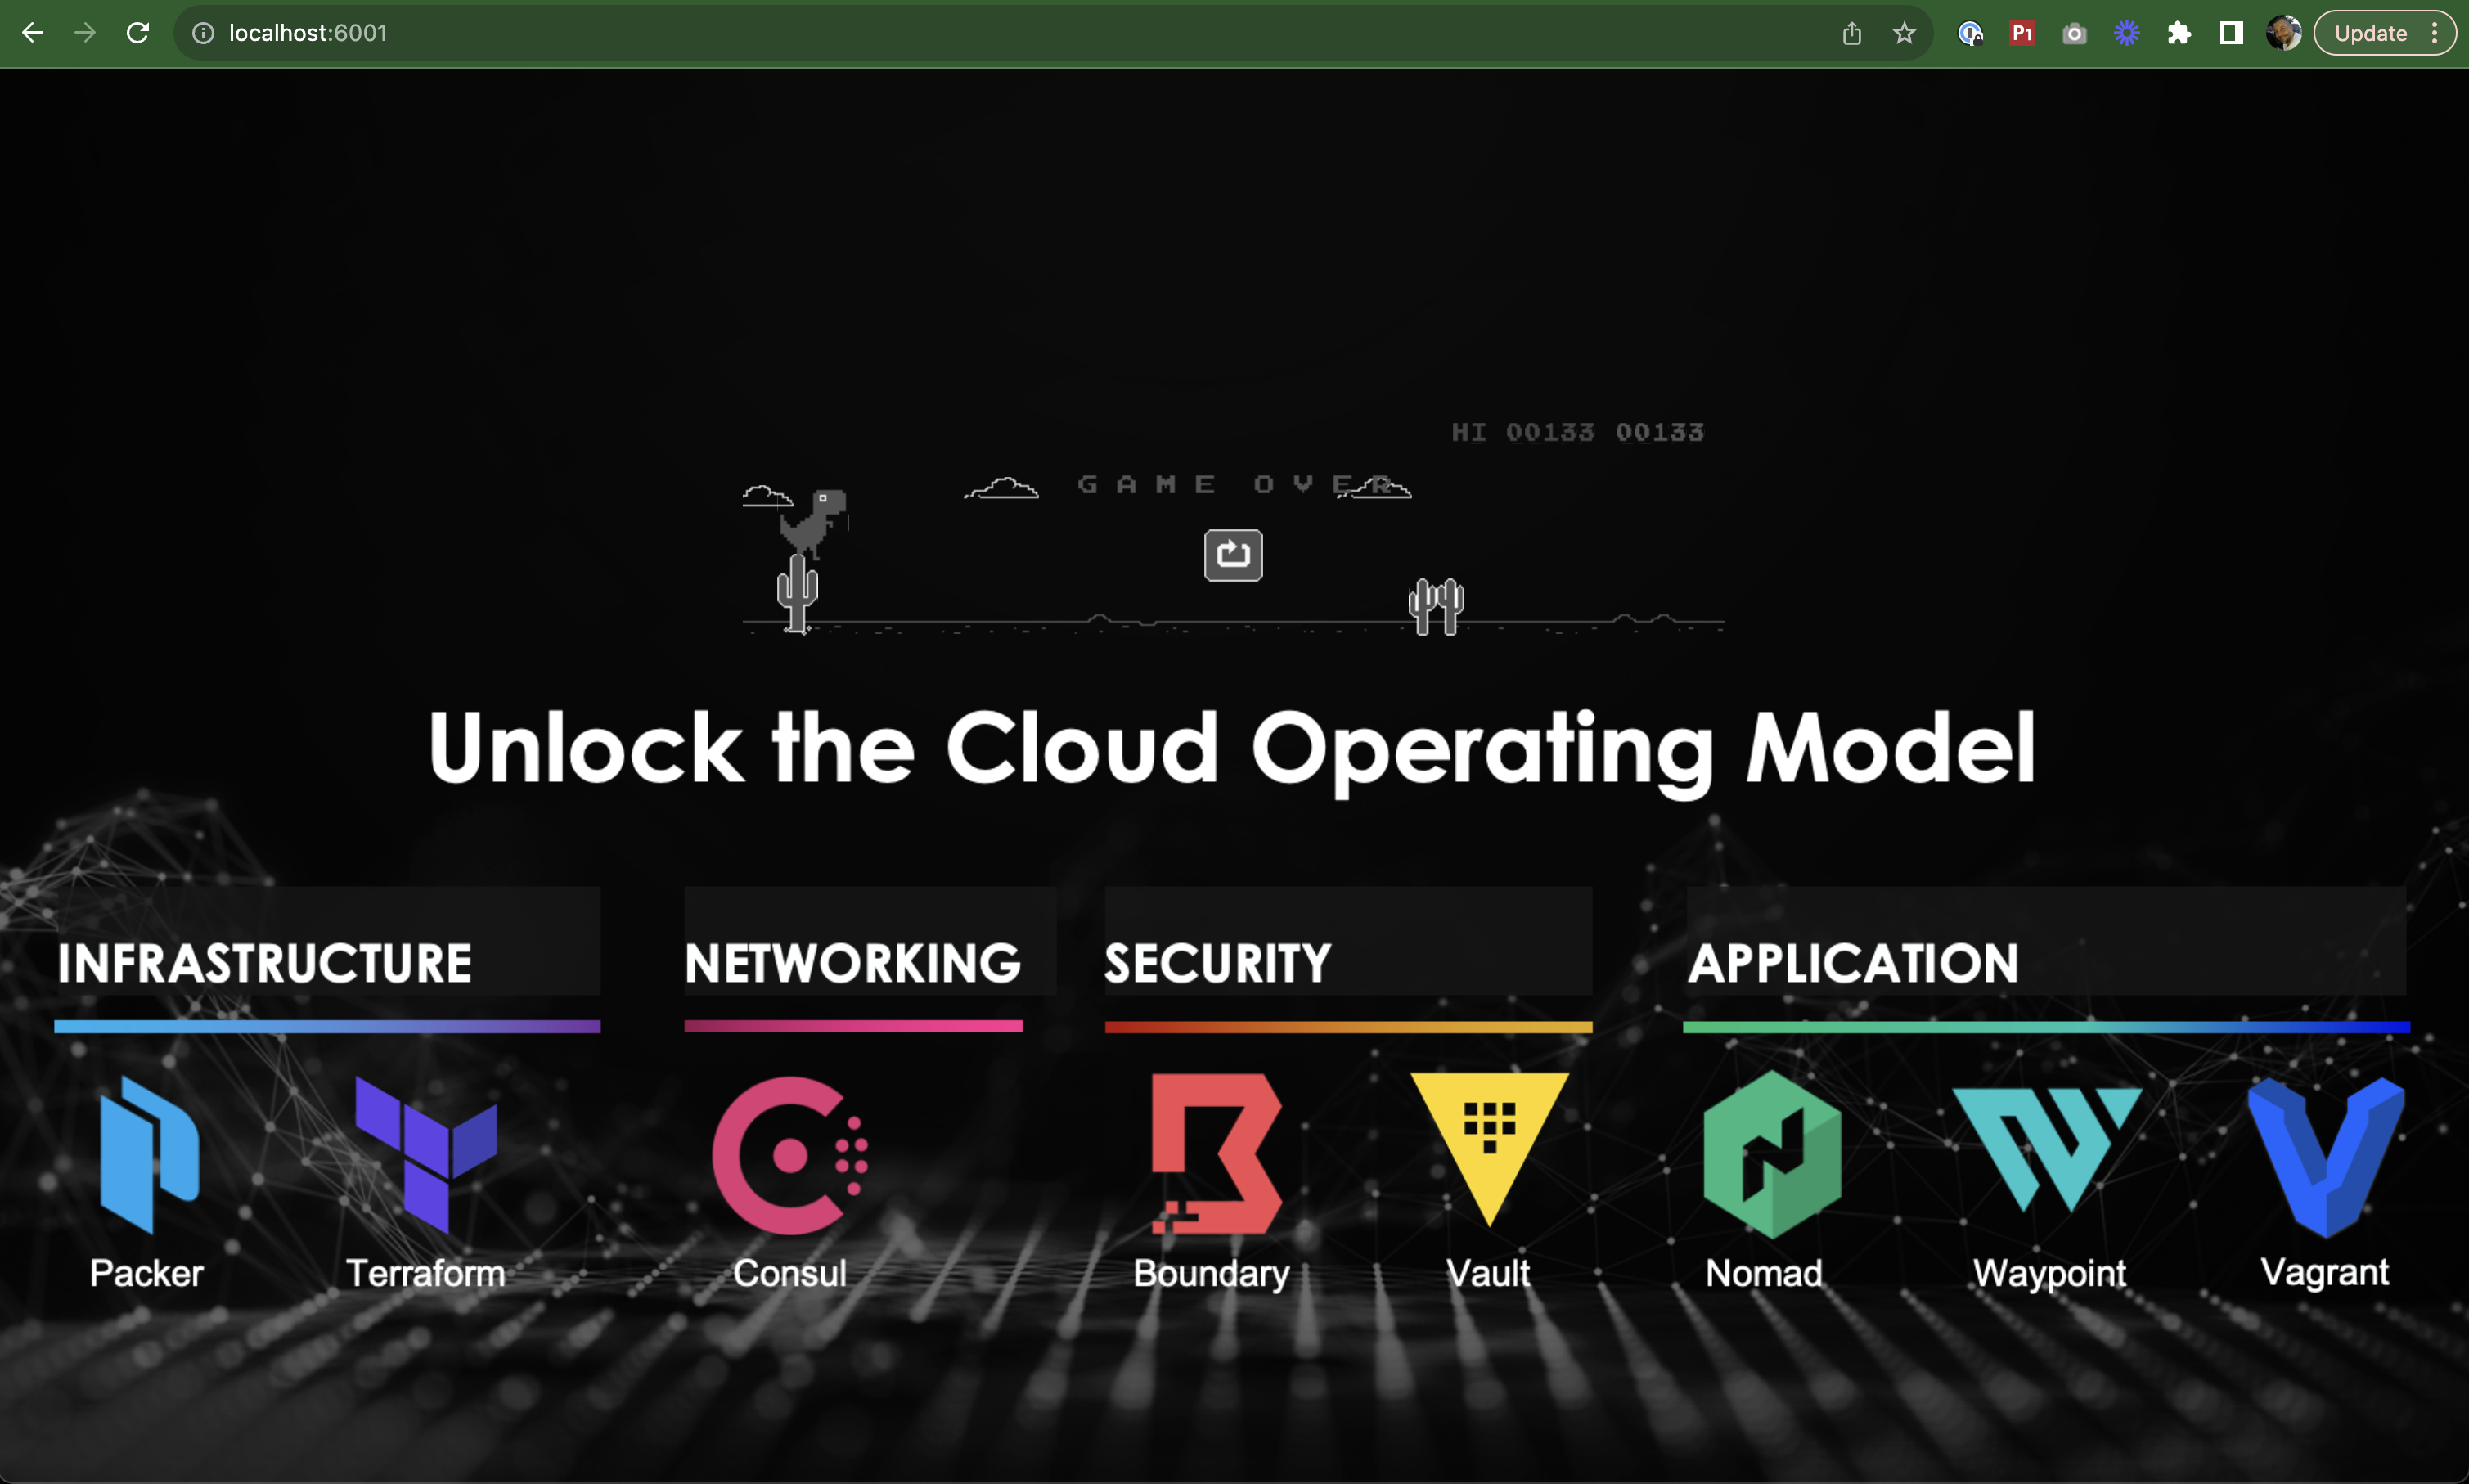 localhost:6001
P1
Update
HI 00133 00133
GAME OVER
Unlock the Cloud Operating Model
INFRASTRUCTURE
NETWORKING
SECURITY
APPLICATION
Packer
Terraform
Consul
Boundary
Vault
Nomad
Waypoint
Vagrant